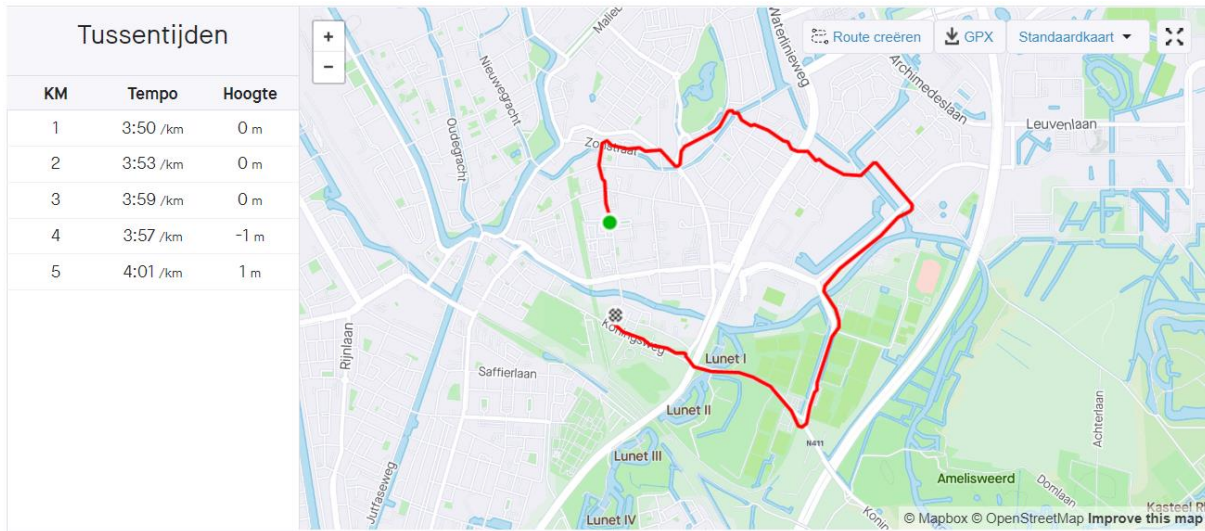 Tussentijden
KM Tempo Hoogte
1 3:50 /km 0 m
2 3:53 /km 0 m
3 3:59 /km 0 m
4 3:57 /km -1 m
5 4:01 /km 1 m
+
−
Route creëren
GPX
Standaardkaart
Waterlinieweg
Archimedeslaan
Leuvenlaan
Nieuwegracht
Oudegracht
Rijnlaan
Saffierlaan
Koningsweg
Jutfaseweg
Lunet I
Lunet II
Lunet III
Lunet IV
N411
Achterlaan
Amelisweerd
© Mapbox © OpenStreetMap Improve this map